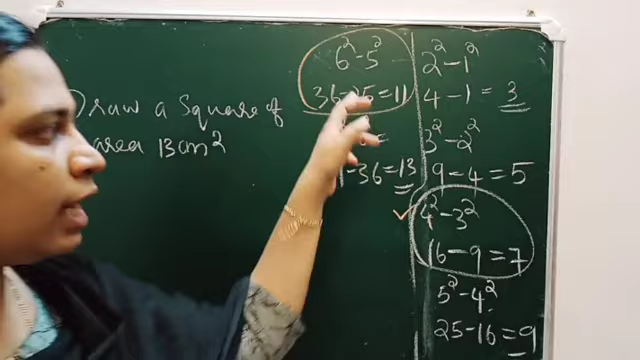 Draw a Square of
area 13cm²
6² - 5²
36-25=11
-36=13
2² - 1²
4 - 1 = 3
3² - 2²
9 - 4 = 5
4² - 3²
16 - 9 = 7
5² - 4²
25 - 16 = 9